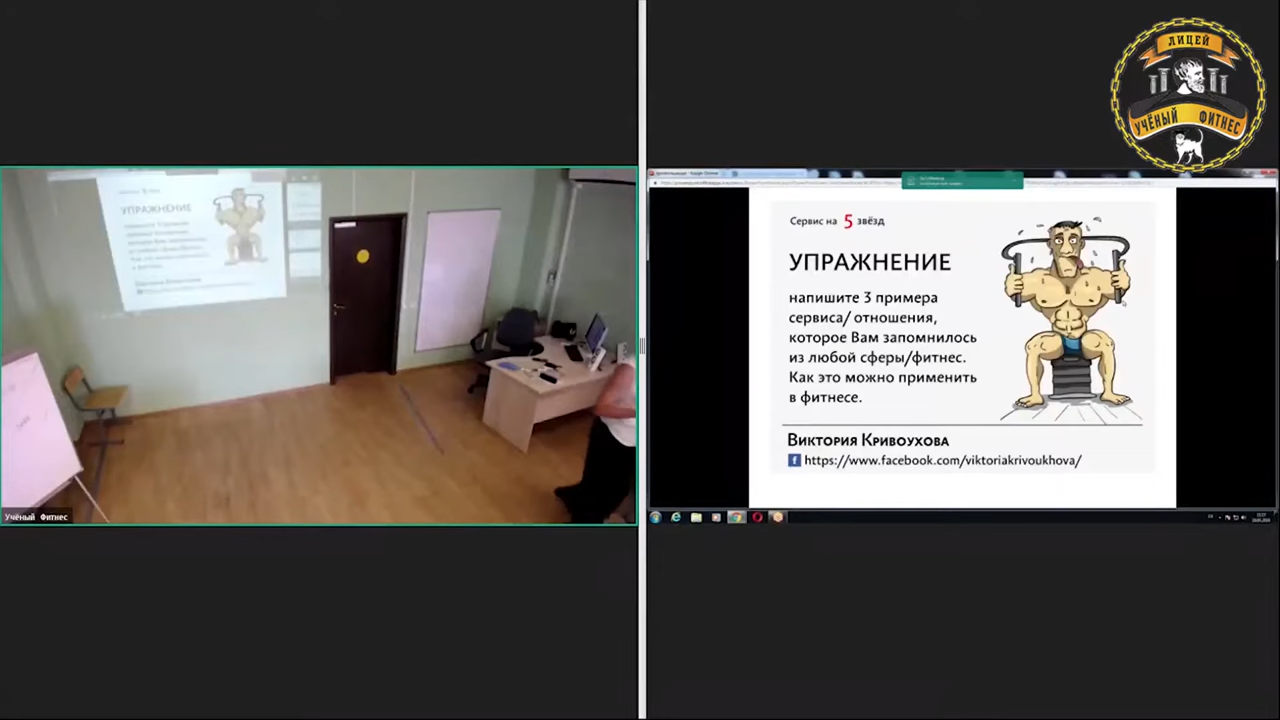 ЛИЦЕЙ
УЧЁНЫЙ ФИТНЕС
УПРАЖНЕНИЕ
Учёный Фитнес
Сервис на 5 звёзд
УПРАЖНЕНИЕ
напишите 3 примера
сервиса/ отношения,
которое Вам запомнилось
из любой сферы/фитнес.
Как это можно применить
в фитнесе.
Виктория Кривоухова
https://www.facebook.com/viktoriakrivoukhova/